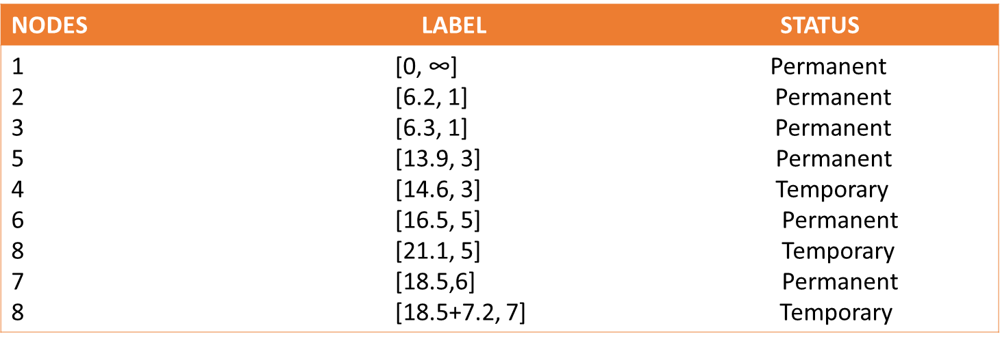 NODES LABEL STATUS
1 [0, ∞] Permanent
2 [6.2, 1] Permanent
3 [6.3, 1] Permanent
5 [13.9, 3] Permanent
4 [14.6, 3] Temporary
6 [16.5, 5] Permanent
8 [21.1, 5] Temporary
7 [18.5,6] Permanent
8 [18.5+7.2, 7] Temporary